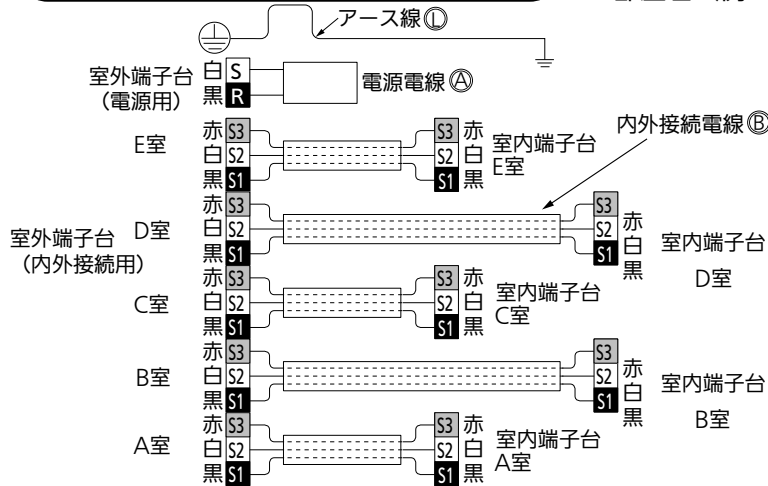 アース線Ⓛ
室外端子台
(電源用)
白 S
黒 R
電源電線Ⓐ
E室
赤 S3
白 S2
黒 S1
S3 赤
S2 白
S1 黒
室内端子台
E室
内外接続電線Ⓑ
室外端子台
(内外接続用)
D室
赤 S3
白 S2
黒 S1
S3
S2
S1
赤
白
黒
室内端子台
D室
C室
赤 S3
白 S2
黒 S1
S3 赤
S2 白
S1 黒
室内端子台
C室
B室
赤 S3
白 S2
黒 S1
S3
S2
S1
赤
白
黒
室内端子台
B室
A室
赤 S3
白 S2
黒 S1
S3 赤
S2 白
S1 黒
室内端子台
A室